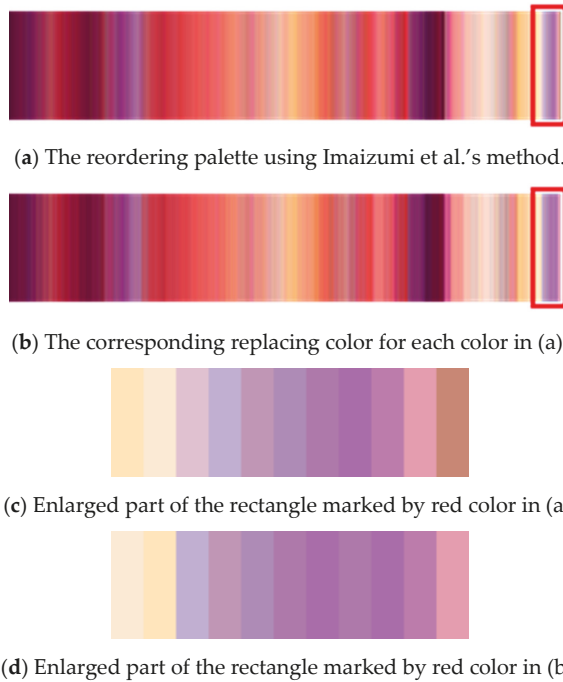 (a) The reordering palette using Imaizumi et al.'s method.
(b) The corresponding replacing color for each color in (a)
(c) Enlarged part of the rectangle marked by red color in (a
(d) Enlarged part of the rectangle marked by red color in (b